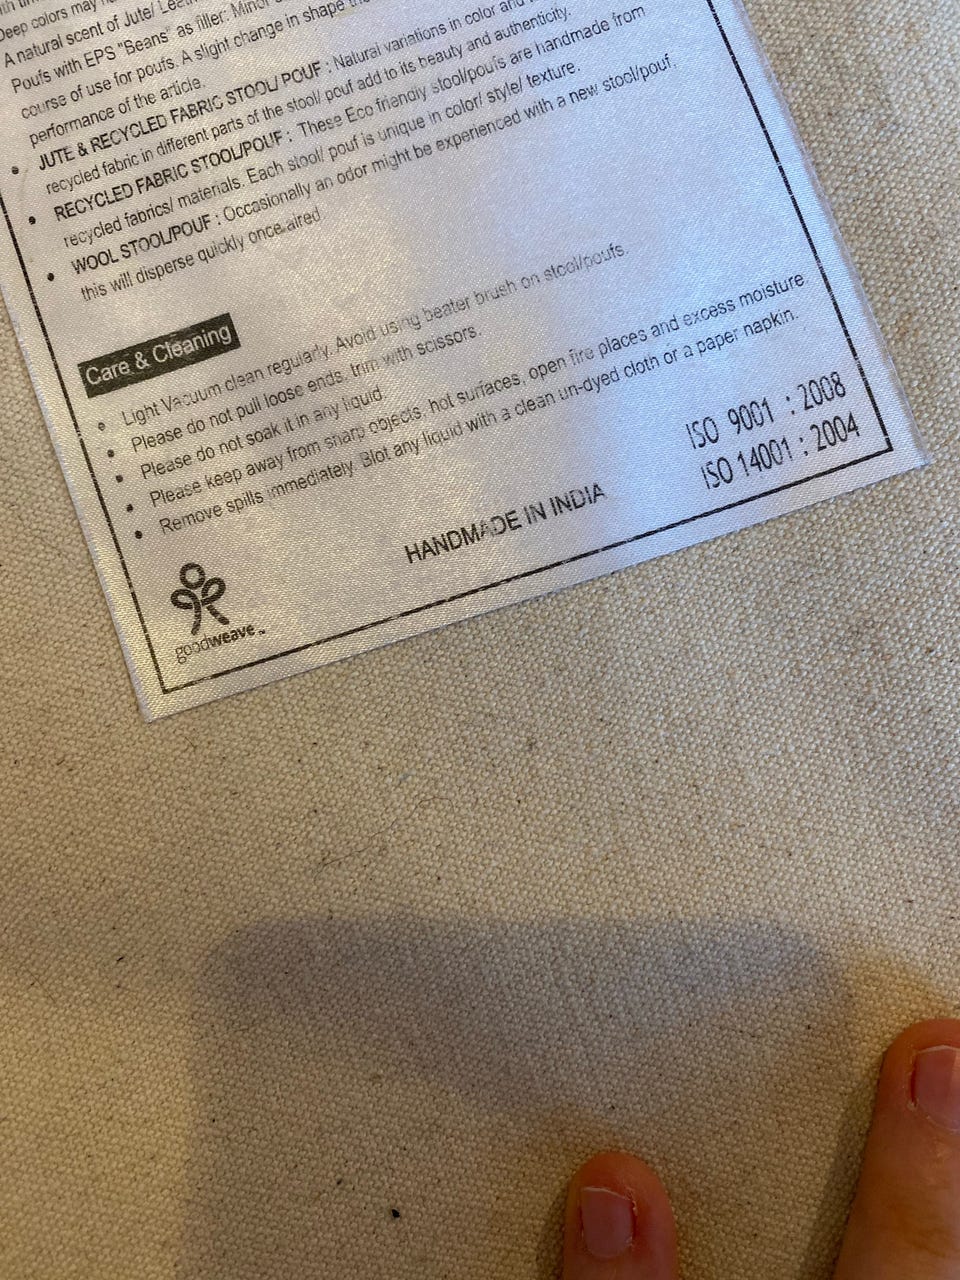 Deep colors may
A natural scent of Jute/
Poufs with EPS "Beans" as filler.
course of use for poufs. A slight change in shape
performance of the article.
• JUTE & RECYCLED FABRIC STOOL/ POUF : Natural variations in color and
recycled fabric in different parts of the stool/ pouf add to its beauty and authenticity.
• RECYCLED FABRIC STOOL/POUF : These Eco friendly stool/poufs are handmade from
recycled fabrics/ materials. Each stool/ pouf is unique in color/ style/ texture.
• WOOL STOOL/POUF : Occasionally an odor might be experienced with a new stool/pouf,
this will disperse quickly once aired
Care & Cleaning
• Light Vacuum clean regularly. Avoid using beater brush on stool/poufs.
• Please do not pull loose ends, trim with scissors.
• Please do not soak it in any liquid.
• Please keep away from sharp objects, hot surfaces, open fire places and excess moisture
• Remove spills immediately. Blot any liquid with a clean un-dyed cloth or a paper napkin.
ISO 9001 : 2008
ISO 14001 : 2004
HANDMADE IN INDIA
goodweave™